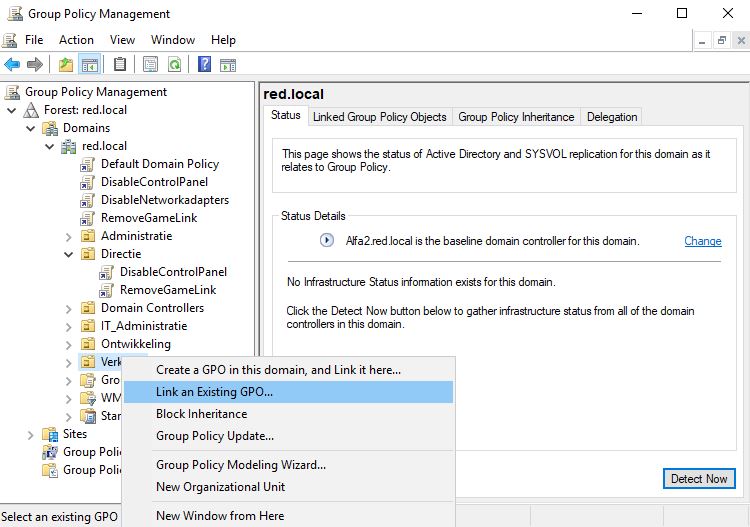 Group Policy Management
File Action View Window Help
Group Policy Management
Forest: red.local
Domains
red.local
Default Domain Policy
DisableControlPanel
DisableNetworkadapters
RemoveGameLink
Administratie
Directie
DisableControlPanel
RemoveGameLink
Domain Controllers
IT_Administratie
Ontwikkeling
Verk
Gro
WM
Star
Sites
Group Polic
Group Polic
Select an existing GPO
red.local
Status Linked Group Policy Objects Group Policy Inheritance Delegation
This page shows the status of Active Directory and SYSVOL replication for this domain as it
relates to Group Policy.
Status Details
Alfa2.red.local is the baseline domain controller for this domain. Change
No Infrastructure Status information exists for this domain.
Click the Detect Now button below to gather infrastructure status from all of the domain
controllers in this domain.
Detect Now
Create a GPO in this domain, and Link it here...
Link an Existing GPO...
Block Inheritance
Group Policy Update...
Group Policy Modeling Wizard...
New Organizational Unit
New Window from Here